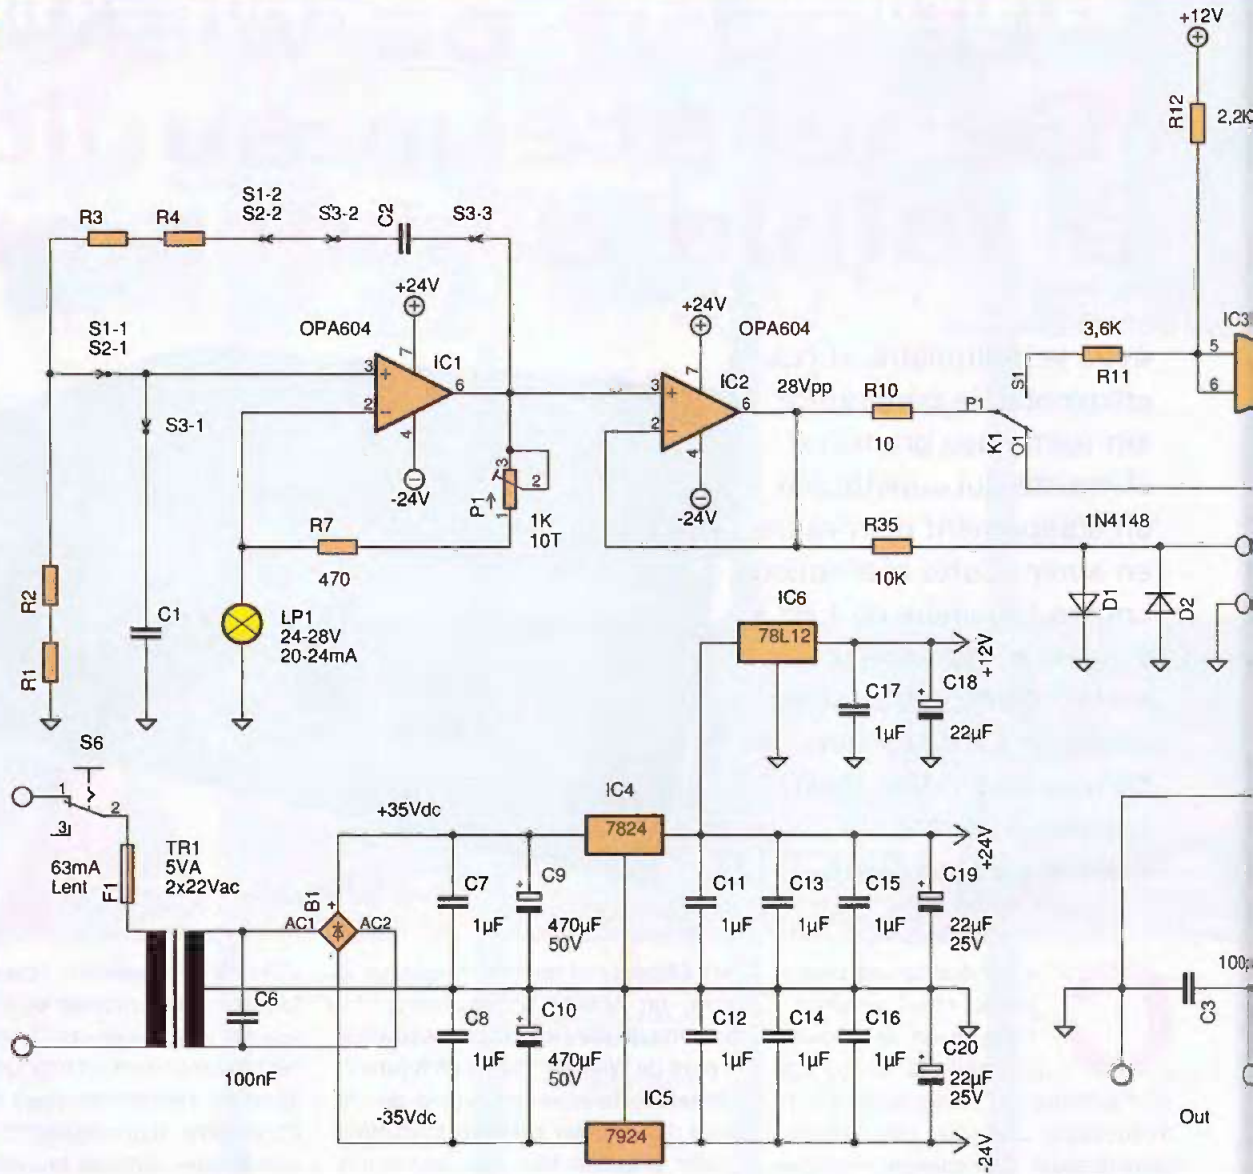 +12V
R12
2,2K
S1-2
S2-2
R3
R4
S3-2
C2
S3-3
+24V
+24V
S1-1
S2-1
OPA604
IC1
OPA604
IC2
28Vpp
3,6K
R11
IC3
S3-1
3
+
2
-
7
4
6
3
+
2
-
7
4
6
R10
10
P1
S1
O1
K1
5
6
-24V
-24V
P1
3
2
1
1K
10T
R7
470
R35
10K
1N4148
IC6
78L12
D1
D2
R2
R1
C1
LP1
24-28V
20-24mA
+12V
C17
1µF
+
C18
22µF
S6
1
2
3
+35Vdc
IC4
7824
+24V
63mA
Lent
F1
TR1
5VA
2x22Vac
B1
+
AC1
AC2
C7
1µF
+
C9
470µF
50V
C11
1µF
C13
1µF
C15
1µF
+
C19
22µF
25V
C6
100nF
C8
1µF
C10
470µF
50V
C12
1µF
C14
1µF
C16
1µF
+
C20
22µF
25V
-35Vdc
IC5
7924
-24V
C3
Out